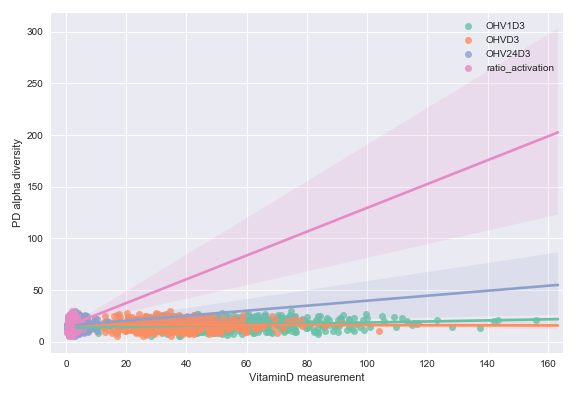 300
250
200
150
100
50
0
PD alpha diversity
OHV1D3
OHVD3
OHV24D3
ratio_activation
0 20 40 60 80 100 120 140 160
VitaminD measurement